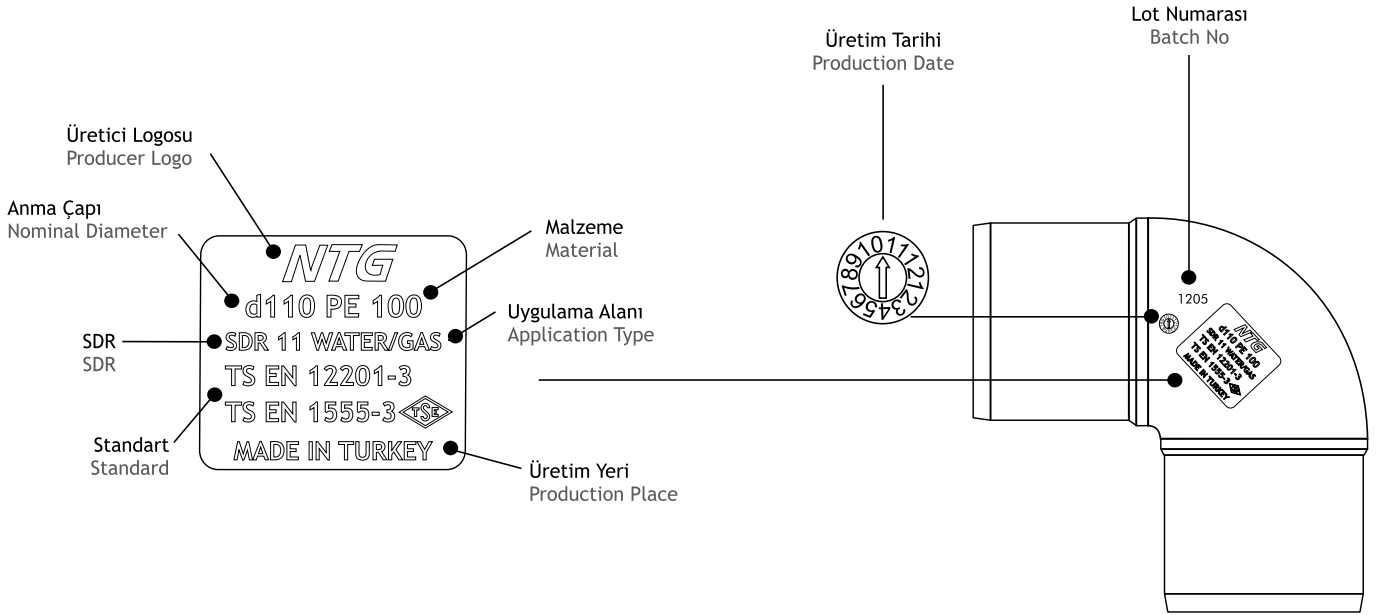 Lot Numarası
Batch No
Üretim Tarihi
Production Date
Üretici Logosu
Producer Logo
Anma Çapı
Nominal Diameter
Malzeme
Material
Uygulama Alanı
Application Type
SDR
SDR
Standart
Standard
Üretim Yeri
Production Place
NTG
d110 PE 100
SDR 11 WATER/GAS
TS EN 12201-3
TS EN 1555-3 TSE
MADE IN TURKEY
1 2 3 4 5 6 7 8 9 10 11 12
1205
NTG
d110 PE 100
SDR 11 WATER/GAS
TS EN 12201-3
TS EN 1555-3
MADE IN TURKEY